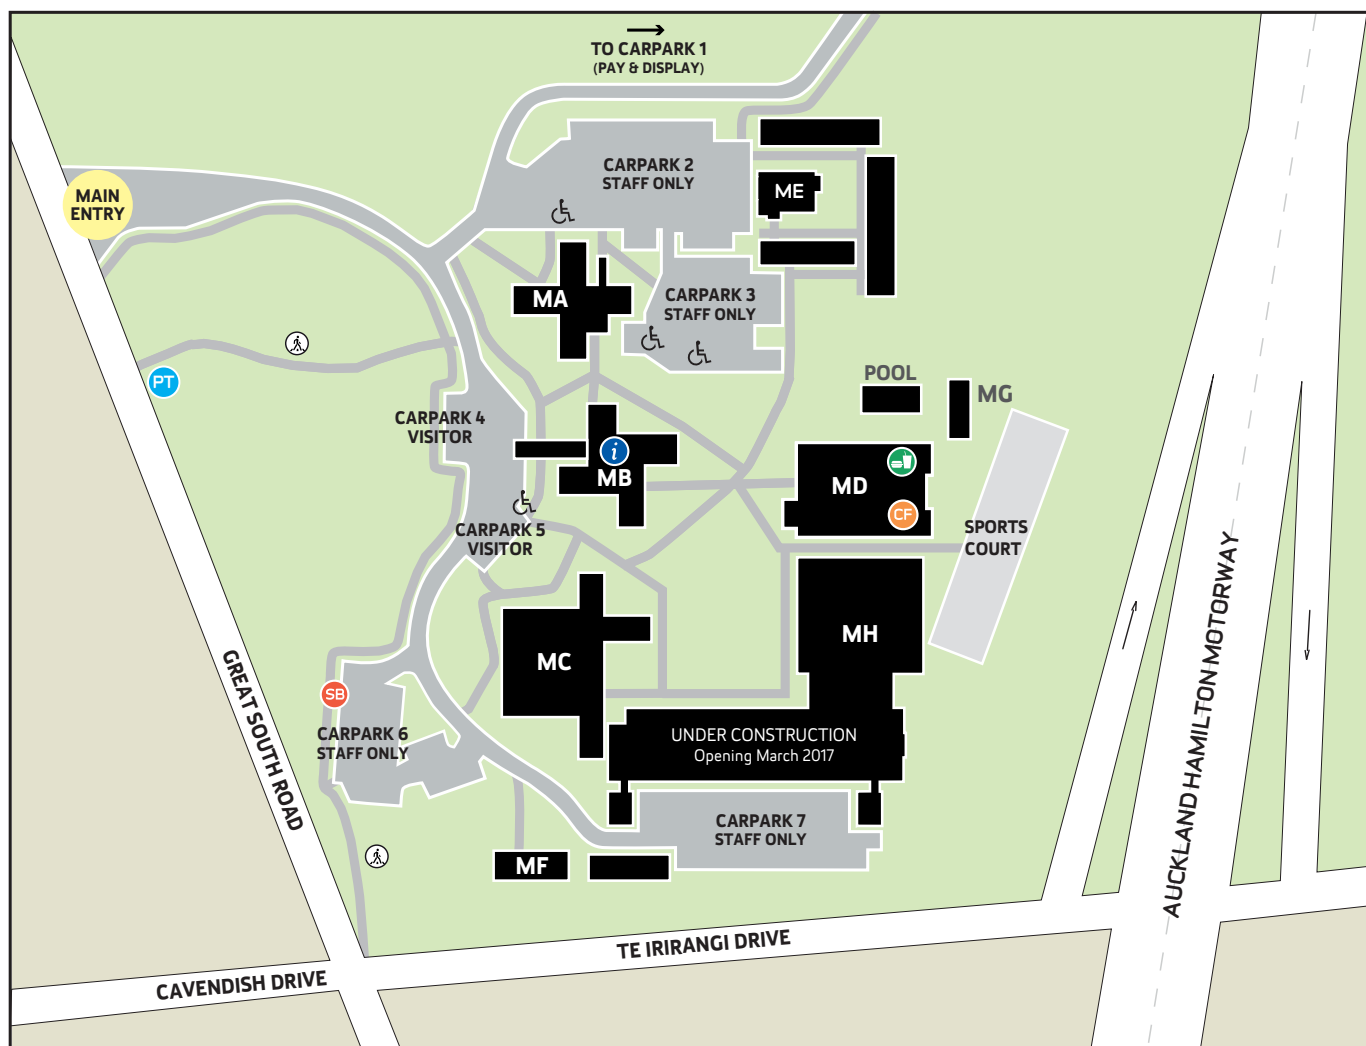 TO CARPARK 1
(PAY & DISPLAY)
CARPARK 2
STAFF ONLY
MAIN
ENTRY
ME
MA
CARPARK 3
STAFF ONLY
PT
POOL
MG
CARPARK 4
VISITOR
i
MB
MD
CF
CARPARK 5
VISITOR
SPORTS
COURT
MC
MH
SB
GREAT SOUTH ROAD
AUCKLAND HAMILTON MOTORWAY
CARPARK 6
STAFF ONLY
UNDER CONSTRUCTION
Opening March 2017
CARPARK 7
STAFF ONLY
MF
TE IRIRANGI DRIVE
CAVENDISH DRIVE